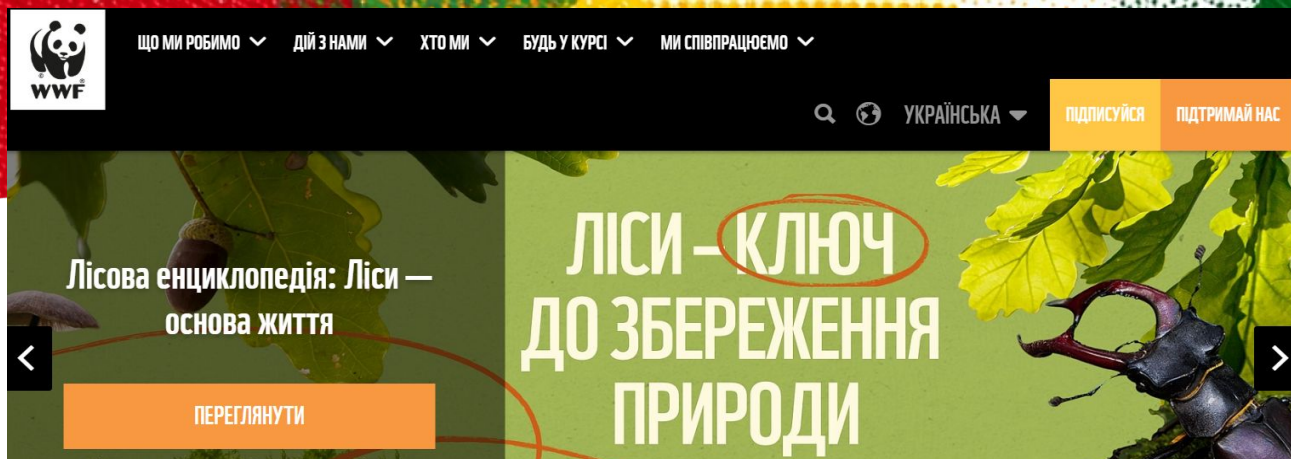 ЩО МИ РОБИМО
ДІЙ З НАМИ
ХТО МИ
БУДЬ У КУРСІ
МИ СПІВПРАЦЮЄМО
WWF
УКРАЇНСЬКА
ПІДПИСУЙСЯ
ПІДТРИМАЙ НАС
Лісова енциклопедія: Ліси —
основа життя
ПЕРЕГЛЯНУТИ
ЛІСИ – КЛЮЧ
ДО ЗБЕРЕЖЕННЯ
ПРИРОДИ